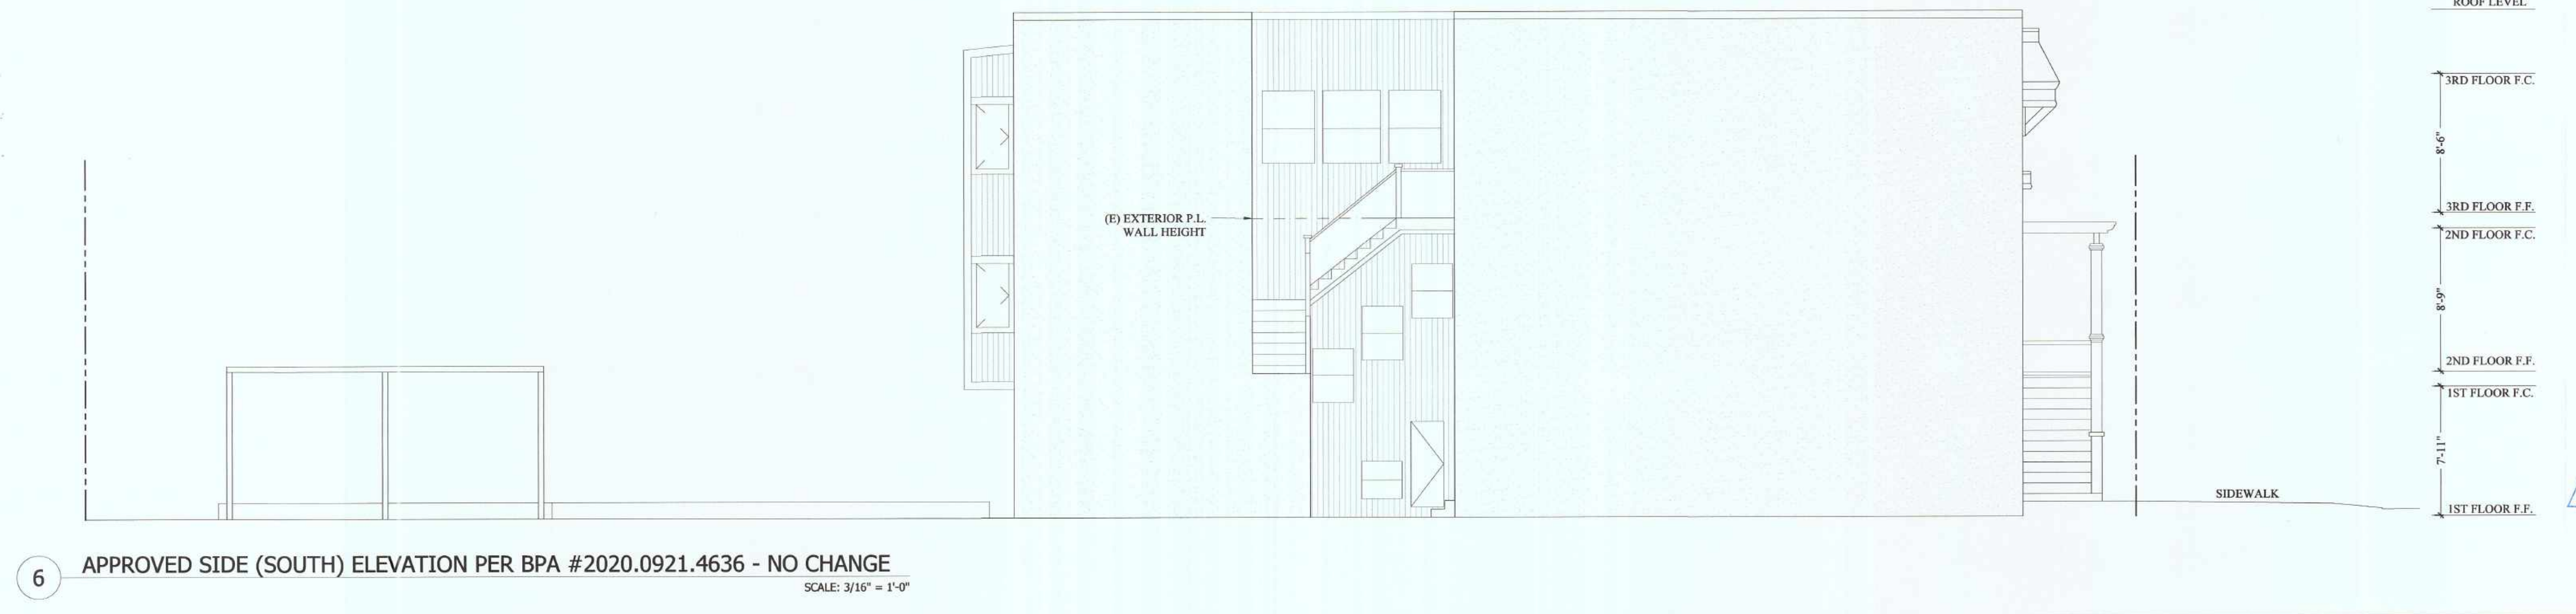 ROOF LEVEL
3RD FLOOR F.C.
8'-6"
(E) EXTERIOR P.L.
WALL HEIGHT
3RD FLOOR F.F.
2ND FLOOR F.C.
8'-9"
2ND FLOOR F.F.
1ST FLOOR F.C.
7'-11"
SIDEWALK
1ST FLOOR F.F.
6
APPROVED SIDE (SOUTH) ELEVATION PER BPA #2020.0921.4636 - NO CHANGE
SCALE: 3/16" = 1'-0"